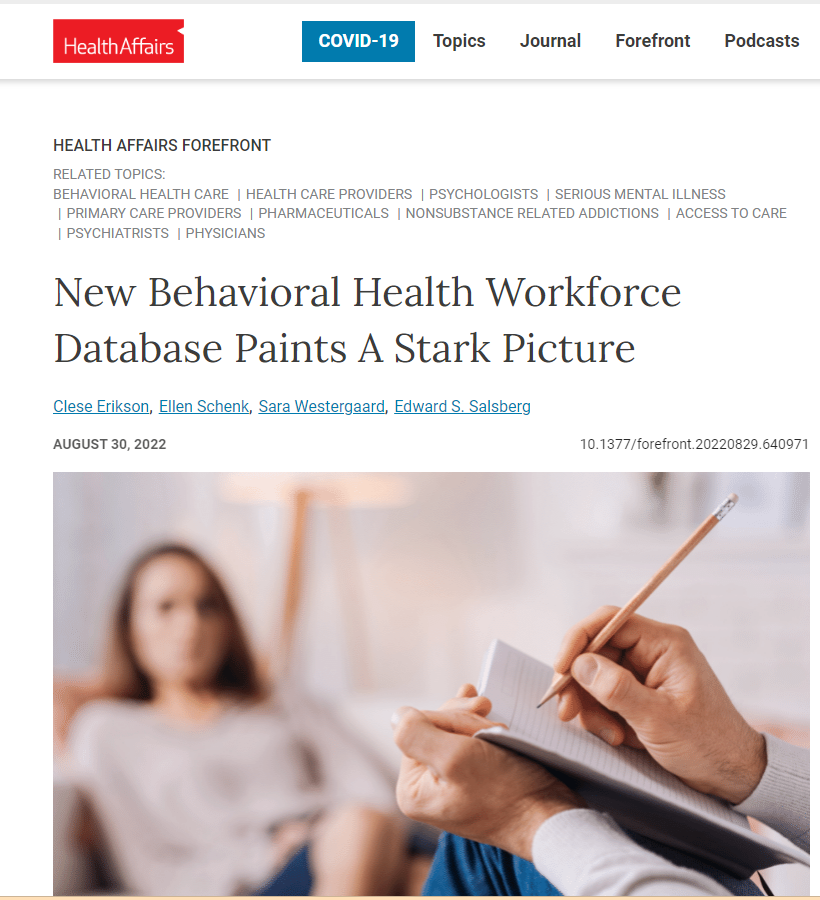 HealthAffairs
COVID-19 Topics Journal Forefront Podcasts
HEALTH AFFAIRS FOREFRONT
RELATED TOPICS:
BEHAVIORAL HEALTH CARE | HEALTH CARE PROVIDERS | PSYCHOLOGISTS | SERIOUS MENTAL ILLNESS
| PRIMARY CARE PROVIDERS | PHARMACEUTICALS | NONSUBSTANCE RELATED ADDICTIONS | ACCESS TO CARE
| PSYCHIATRISTS | PHYSICIANS
New Behavioral Health Workforce
Database Paints A Stark Picture
Clese Erikson, Ellen Schenk, Sara Westergaard, Edward S. Salsberg
AUGUST 30, 2022 10.1377/forefront.20220829.640971